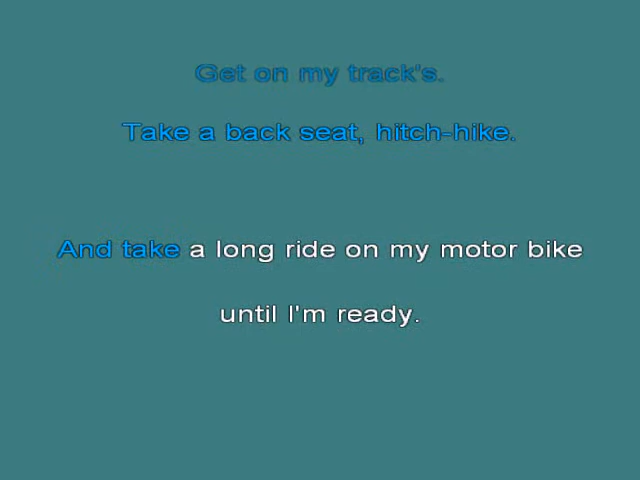 Get on my track's.
Take a back seat, hitch-hike.
And take a long ride on my motor bike
until I'm ready.